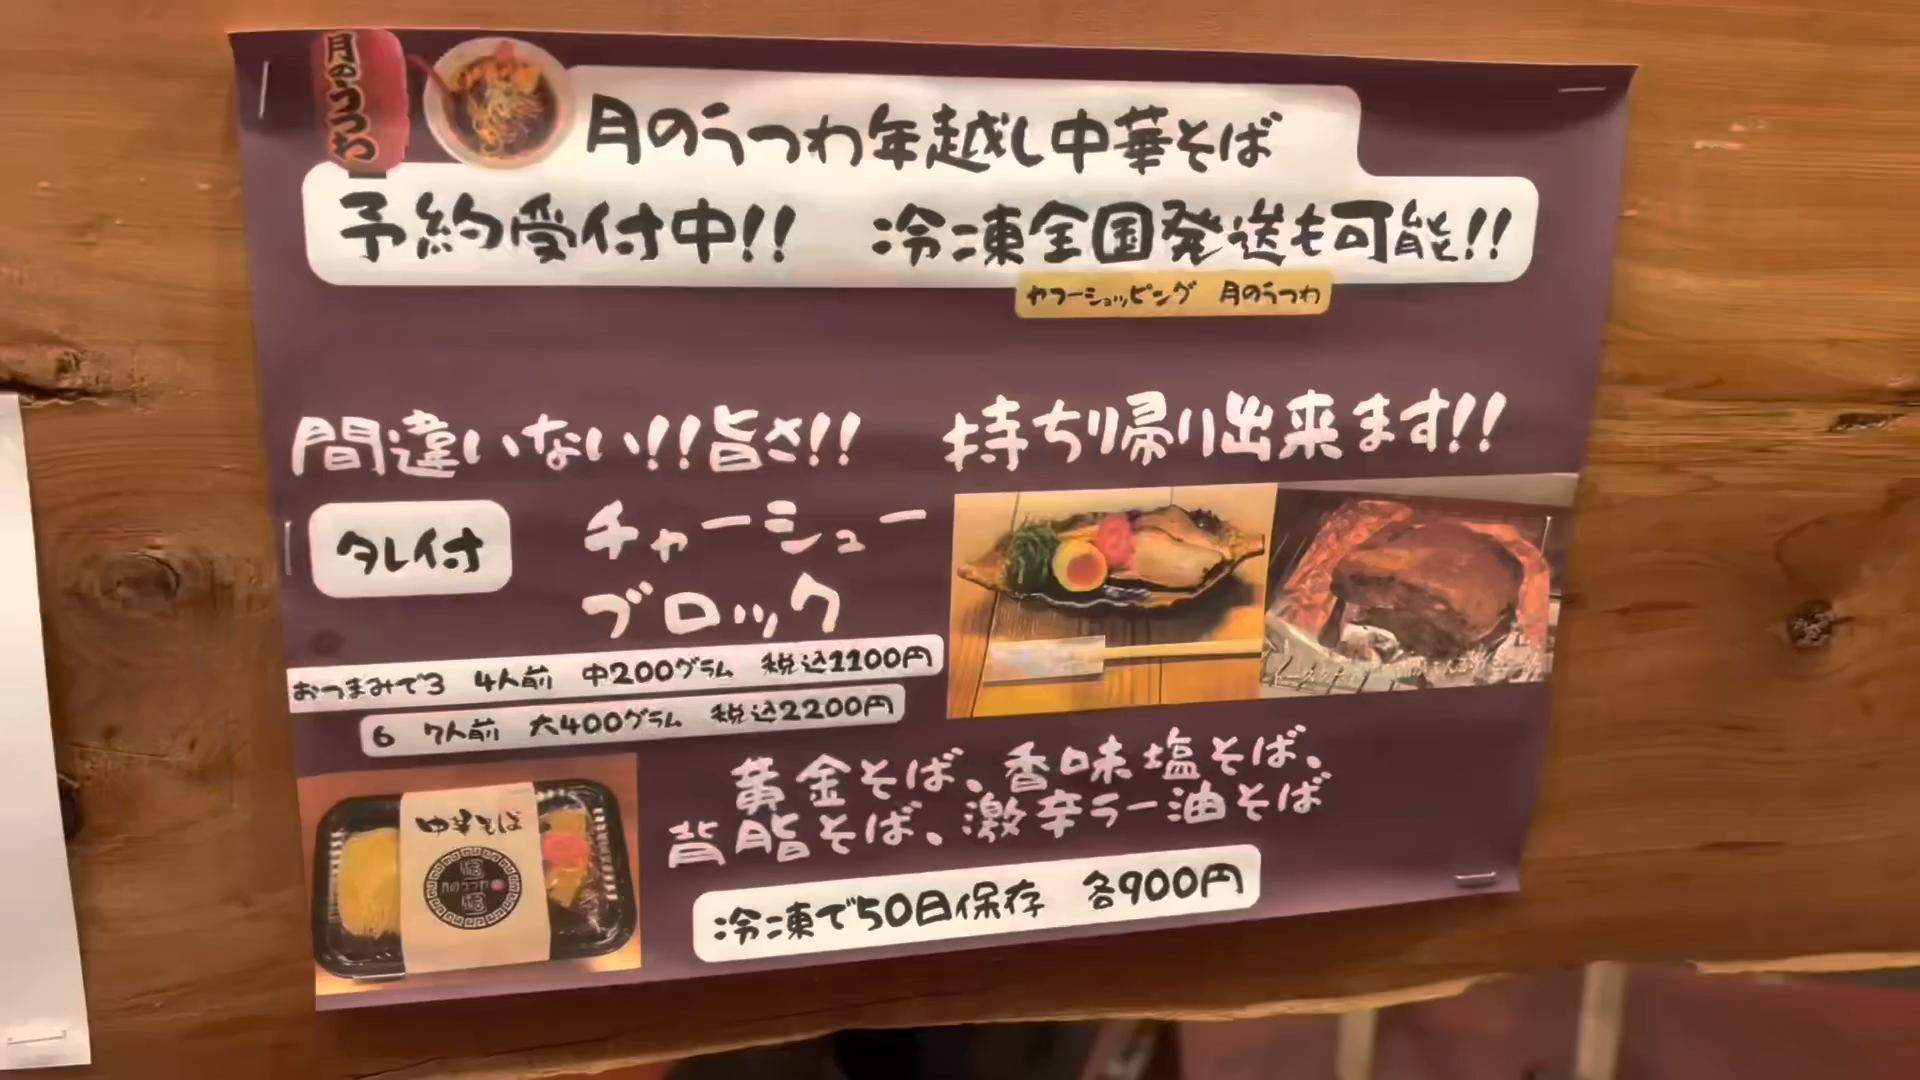 月のうつわ
月のうつわ年越し中華そば
予約受付中!! 冷凍全国発送も可能!!
ヤフーショッピング 月のうつわ
間違いない!!旨さ!! 持ち帰り出来ます!!
タレ付 チャーシュー
ブロック
おつまみで3 4人前 中200グラム 税込1100円
6 7人前 大400グラム 税込2200円
黄金そば、香味塩そば、
背脂そば、激辛ラー油そば
中華そば
月のうつわ
冷凍で50日保存 各900円